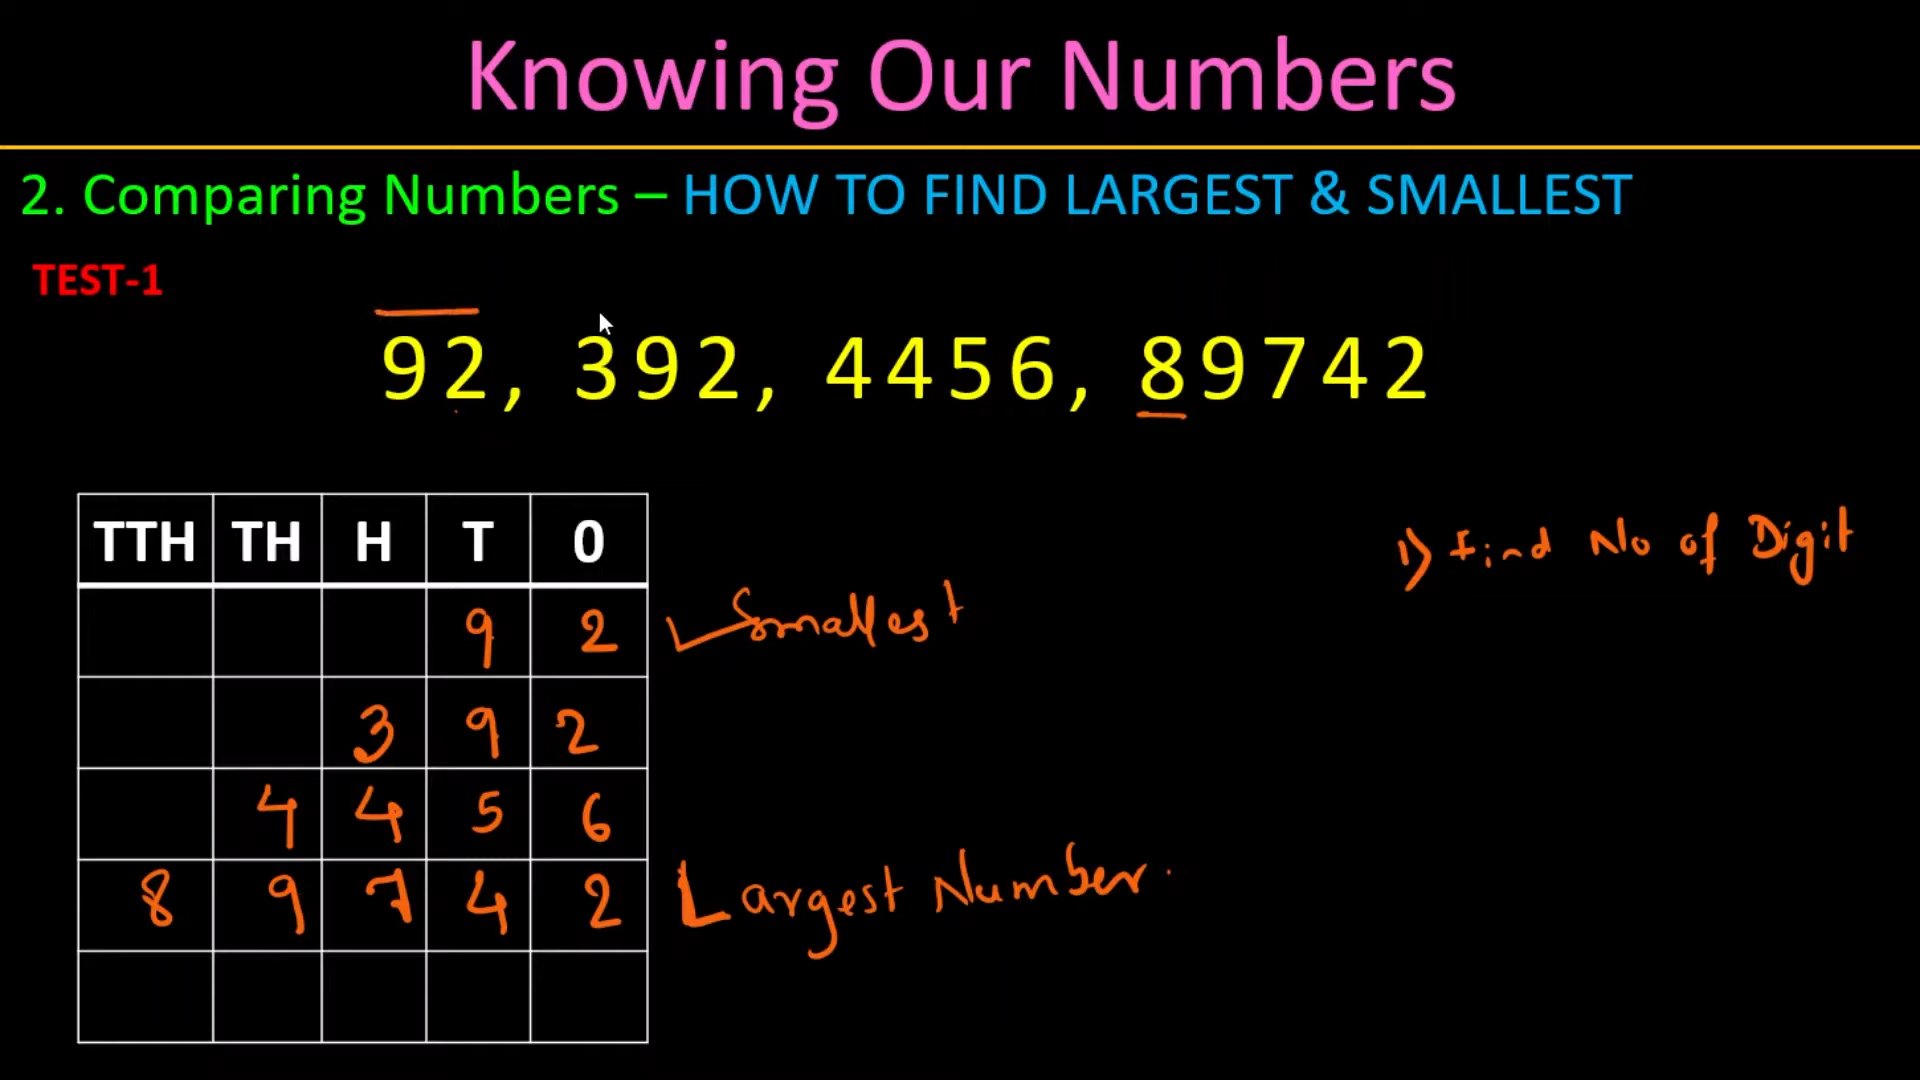 Knowing Our Numbers
2. Comparing Numbers – HOW TO FIND LARGEST & SMALLEST
TEST-1
92, 392, 4456, 89742
1) Find No of Digit
TTH TH H T 0
9 2 Smallest
3 9 2
4 4 5 6
8 9 7 4 2 Largest Number.